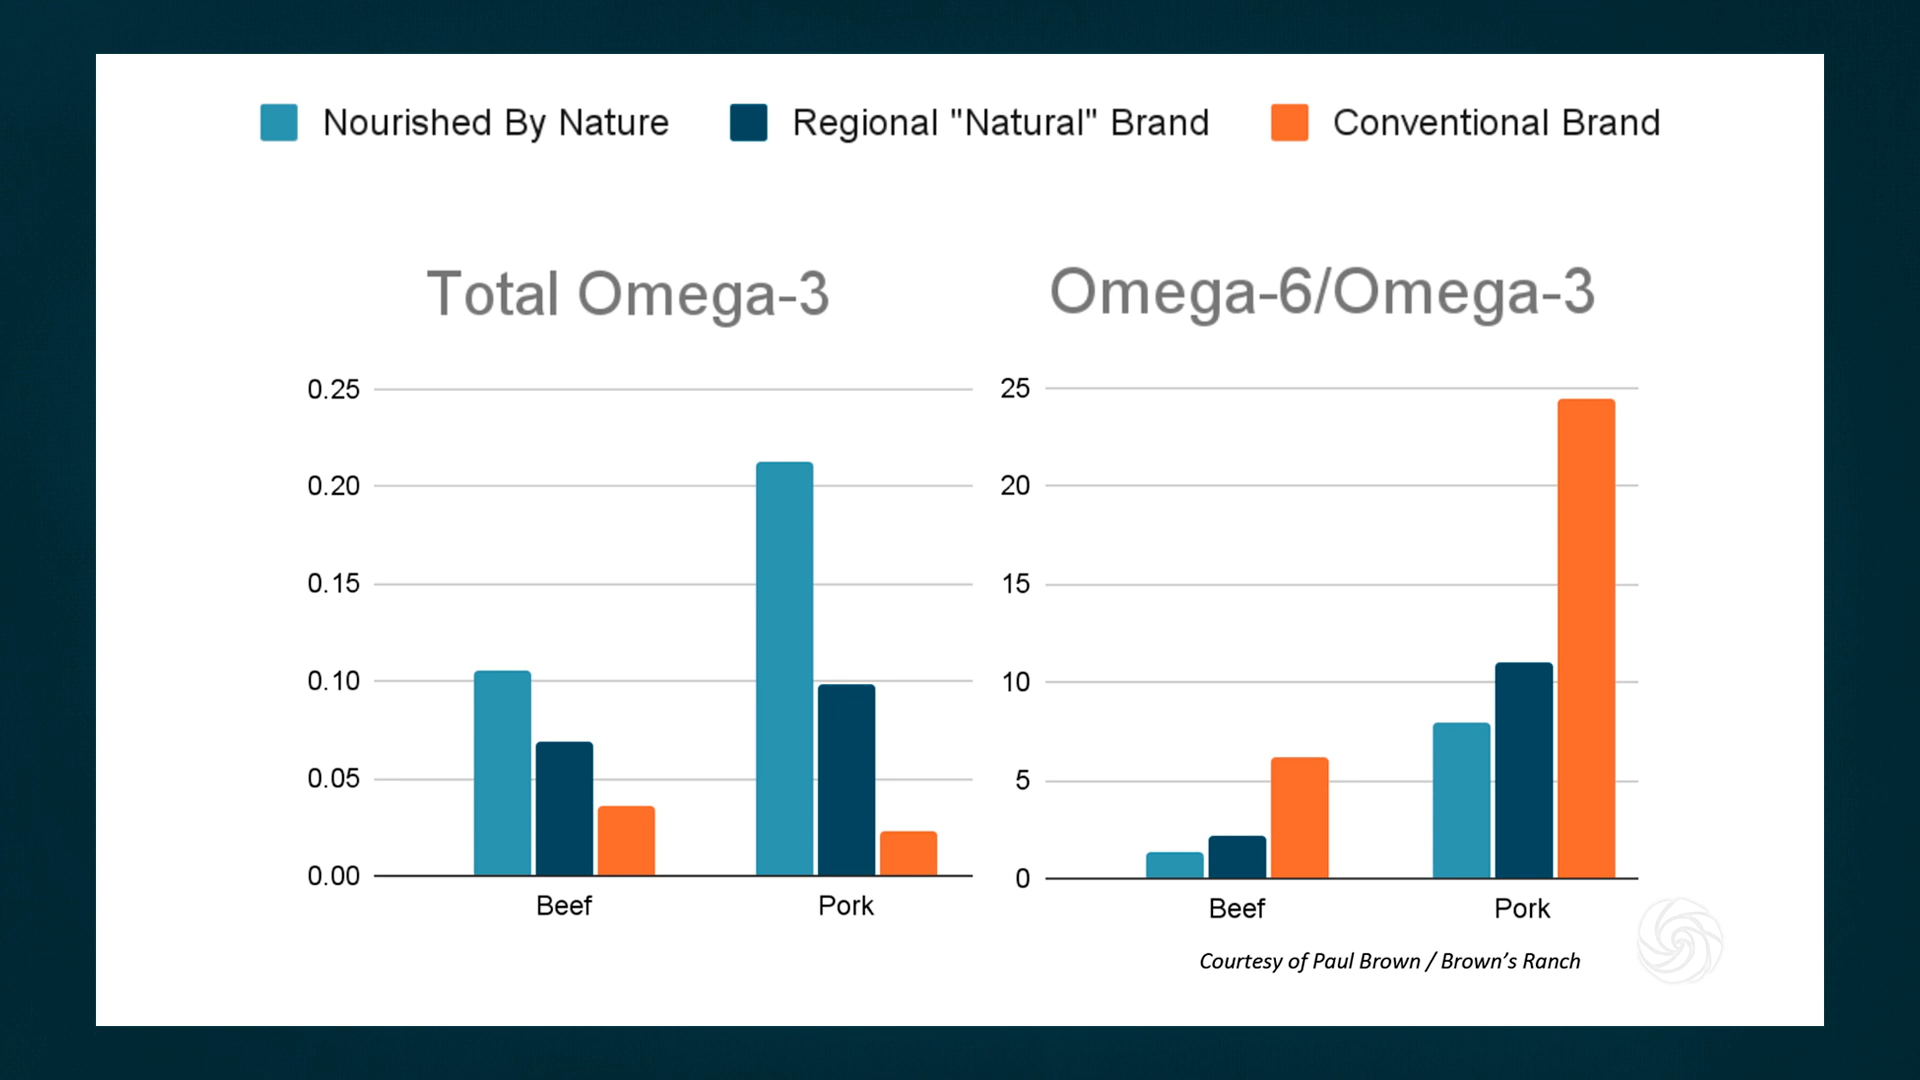 Nourished By Nature Regional "Natural" Brand Conventional Brand
Total Omega-3
0.25
0.20
0.15
0.10
0.05
0.00
Beef Pork
Omega-6/Omega-3
25
20
15
10
5
0
Beef Pork
Courtesy of Paul Brown / Brown’s Ranch